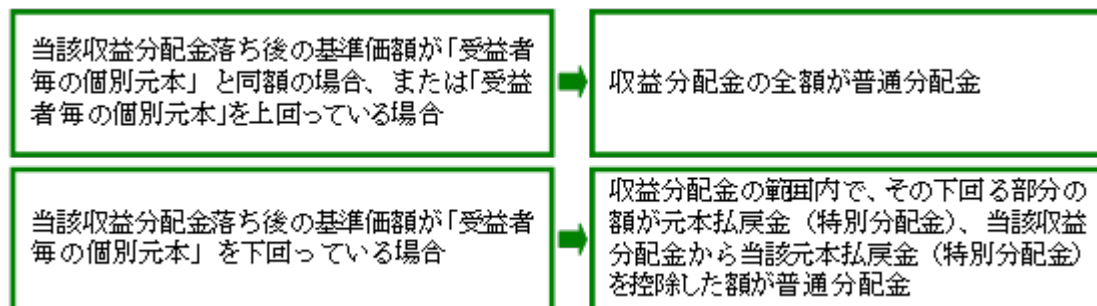 当該収益分配金落ち後の基準価額が「受益者
毎の個別元本」と同額の場合、または「受益
者毎の個別元本」を上回っている場合
収益分配金の全額が普通分配金
当該収益分配金落ち後の基準価額が「受益者
毎の個別元本」を下回っている場合
収益分配金の範囲内で、その下回る部分の
額が元本払戻金（特別分配金）、当該収益
分配金から当該元本払戻金（特別分配金）
を控除した額が普通分配金